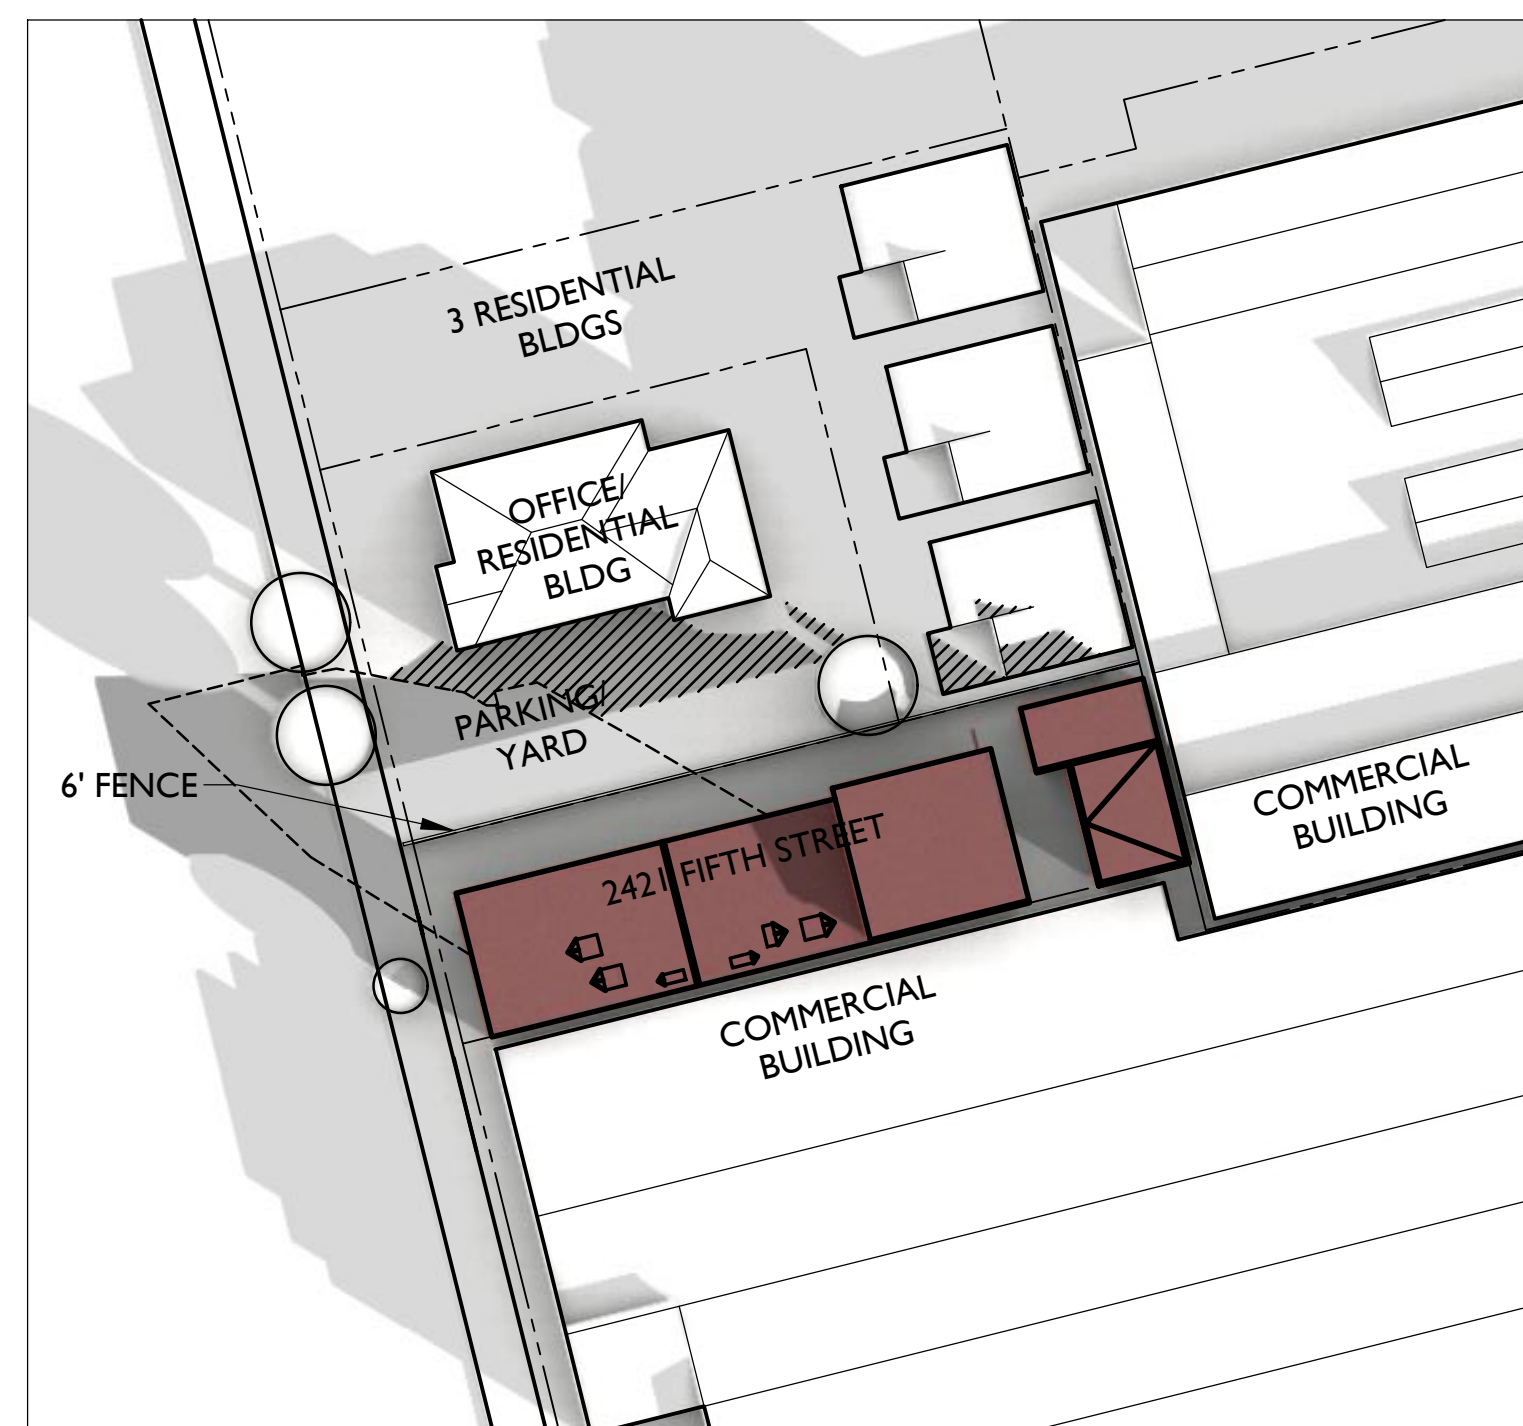 3 RESIDENTIAL
BLDGS
OFFICE/
RESIDENTIAL
BLDG
PARKING/
YARD
6' FENCE
2421 FIFTH STREET
COMMERCIAL
BUILDING
COMMERCIAL
BUILDING